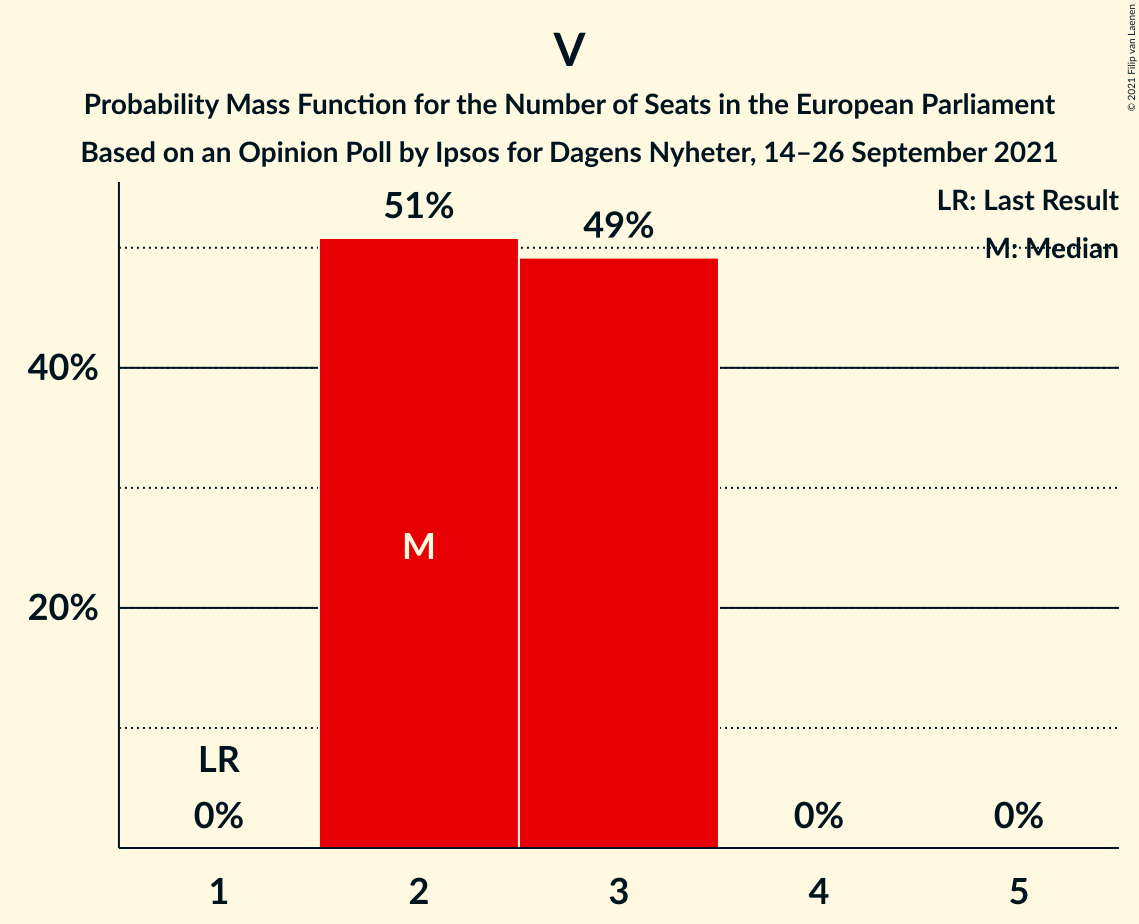 V
Probability Mass Function for the Number of Seats in the European Parliament
Based on an Opinion Poll by Ipsos for Dagens Nyheter, 14–26 September 2021
© 2021 Filip van Laenen
LR: Last Result
M: Median
51%
49%
40%
20%
M
LR
0%
0%
0%
1
2
3
4
5